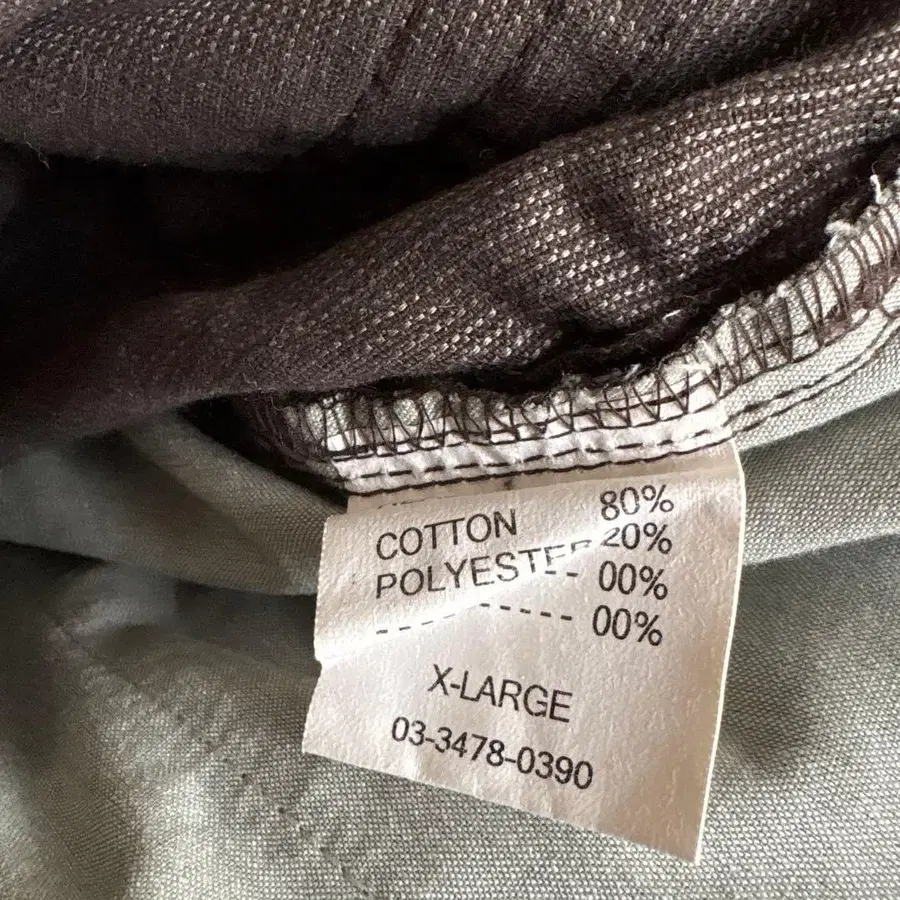 COTTON 80%
POLYESTER 20%
--- 00%
--- 00%
X-LARGE
03-3478-0390